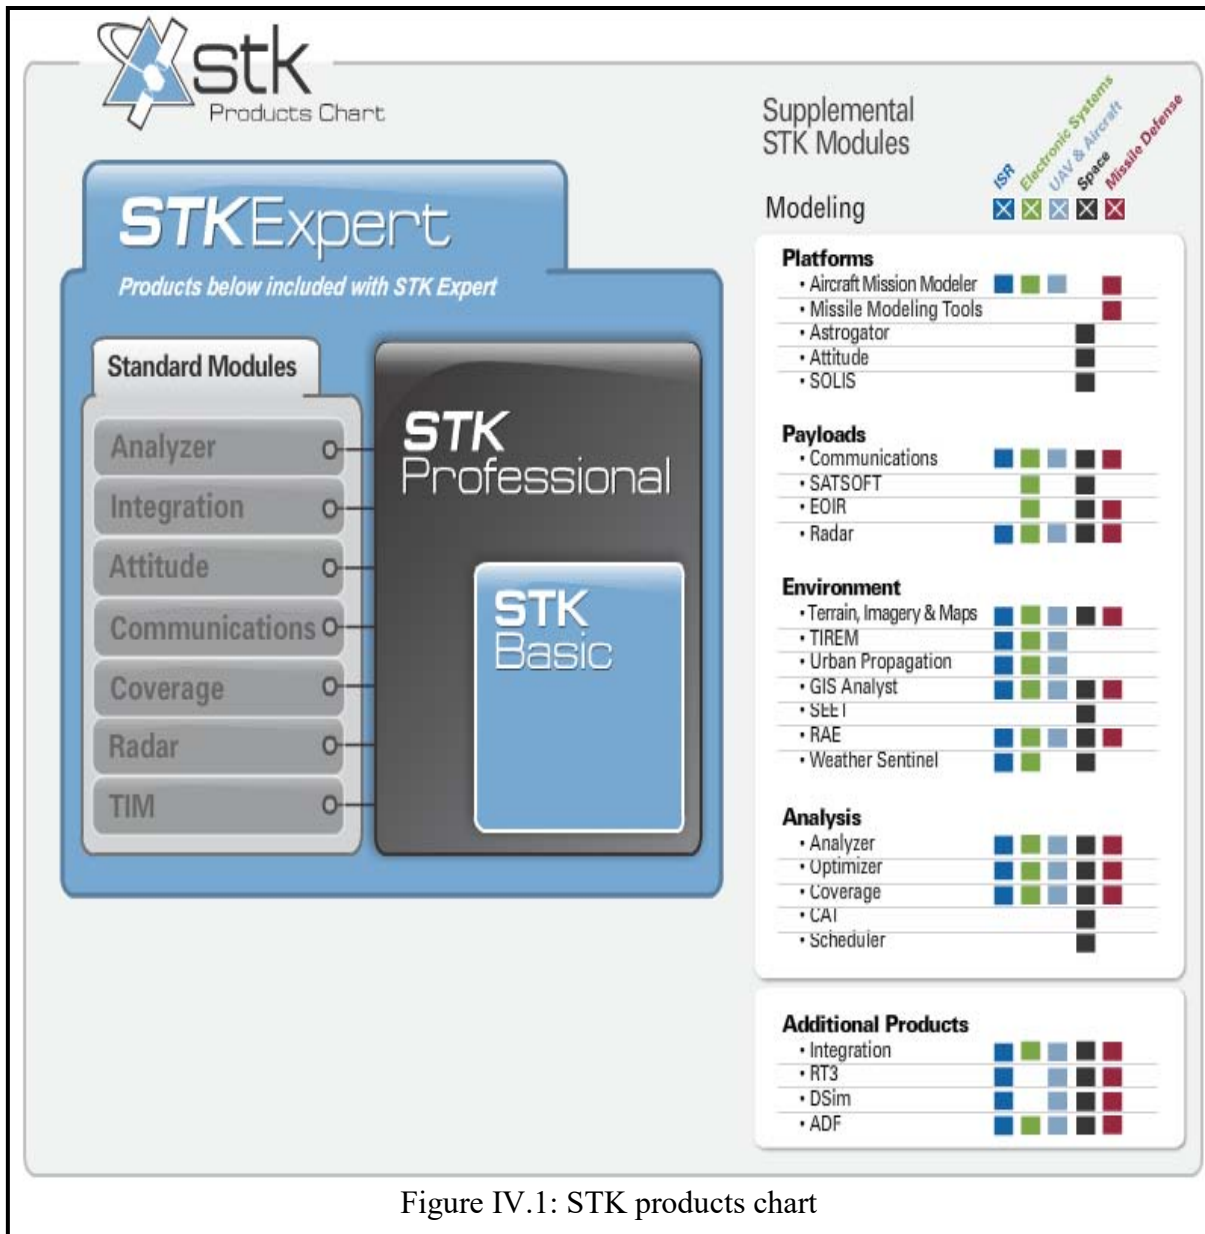 stk
Products Chart
STKExpert
Products below included with STK Expert
Standard Modules
Analyzer
Integration
Attitude
Communications
Coverage
Radar
TIM
STK
Professional
STK
Basic
Supplemental
STK Modules
Modeling
ISR
Electronic Systems
UAV & Aircraft
Space
Missile Defense
Platforms
• Aircraft Mission Modeler
• Missile Modeling Tools
• Astrogator
• Attitude
• SOLIS
Payloads
• Communications
• SATSOFT
• EOIR
• Radar
Environment
• Terrain, Imagery & Maps
• TIREM
• Urban Propagation
• GIS Analyst
• SEET
• RAE
• Weather Sentinel
Analysis
• Analyzer
• Optimizer
• Coverage
• CAT
• Scheduler
Additional Products
• Integration
• RT3
• DSim
• ADF
Figure IV.1: STK products chart